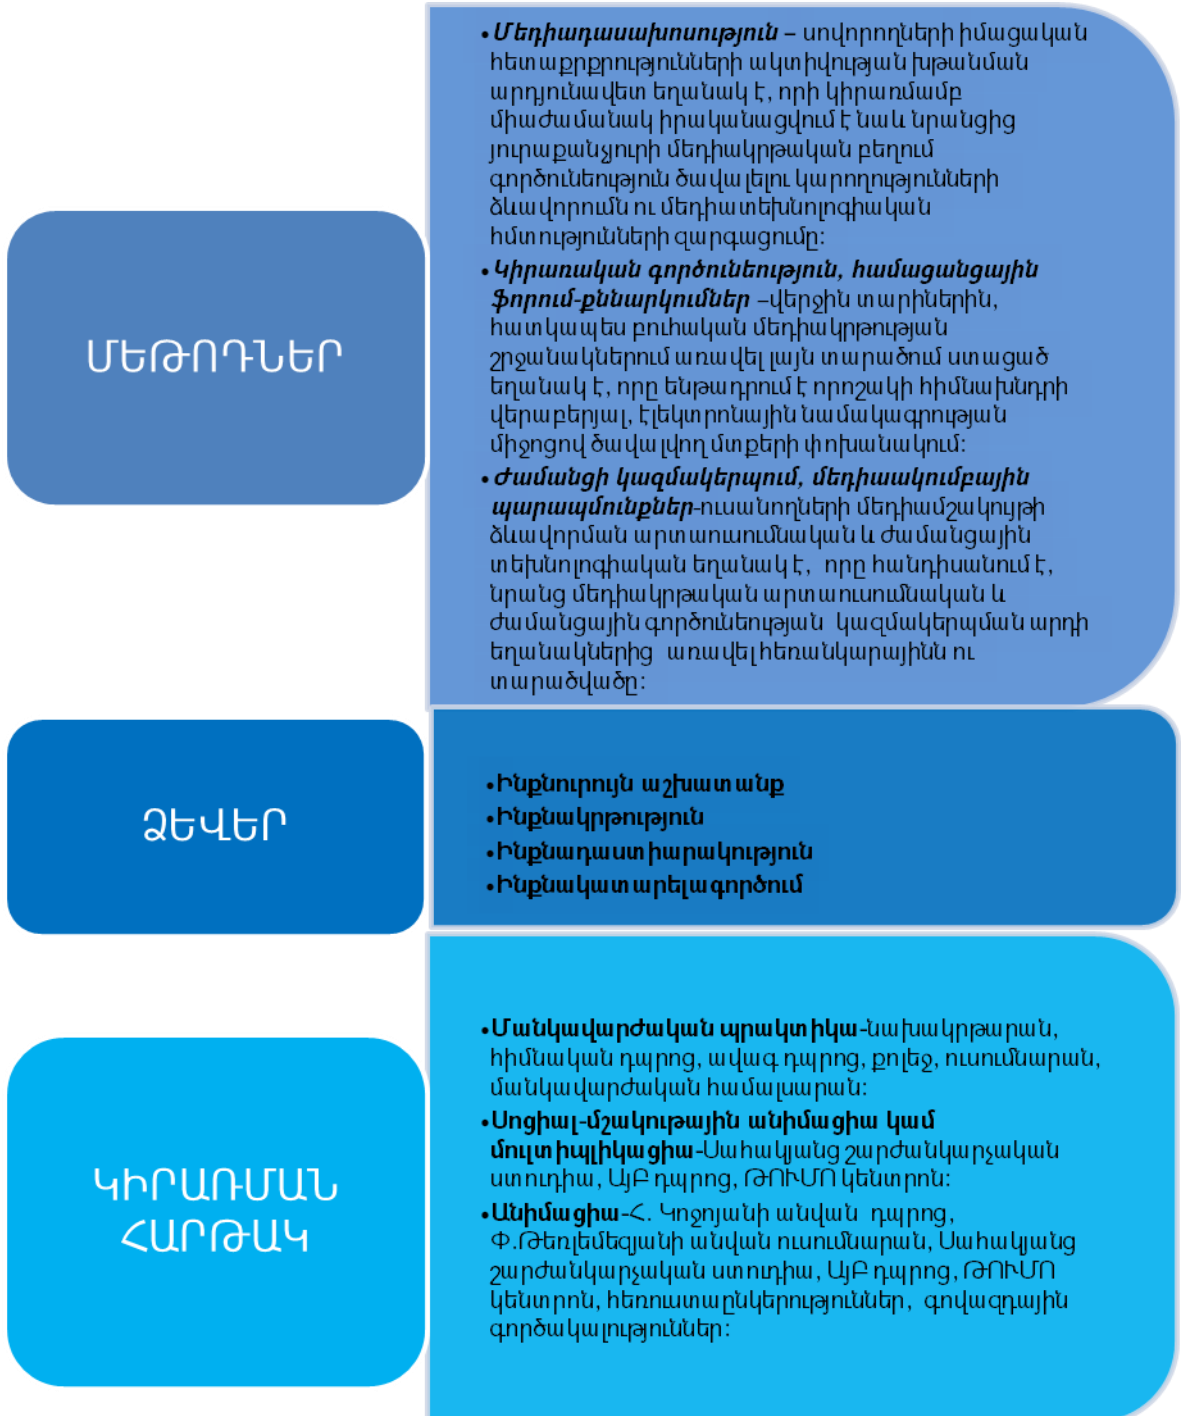 ՄԵԹՈԴՆԵՐ
•Մեդիադասախոսություն – սովորողների իմացական
հետաքրքրությունների ակտիվության խթանման
արդյունավետ եղանակ է, որի կիրառմամբ
միաժամանակ իրականացվում է նաև նրանցից
յուրաքանչյուրի մեդիակրթական բեղում
գործունեություն ծավալելու կարողությունների
ձևավորումն ու մեդիատեխնոլոգիական
հմտությունների զարգացումը:
•Կիրառական գործունեություն, համացանցային
ֆորում-քննարկումներ –վերջին տարիներին,
հատկապես բուհական մեդիակրթության
շրջանակներում առավել լայն տարածում ստացած
եղանակ է, որը ենթադրում է որոշակի հիմնախնդրի
վերաբերյալ, էլեկտրոնային նամակագրության
միջոցով ծավալվող մտքերի փոխանակում:
•Ժամանցի կազմակերպում, մեդիաակումբային
պարապմունքներ-ուսանողների մեդիամշակույթի
ձևավորման արտաուսումնական և ժամանցային
տեխնոլոգիական եղանակ է, որը հանդիսանում է,
նրանց մեդիակրթական արտաուսումնական և
ժամանցային գործունեության կազմակերպման արդի
եղանակներից առավել հեռանկարայինն ու
տարածվածը:
ՁԵՎԵՐ
•Ինքնուրույն աշխատանք
•Ինքնակրթություն
•Ինքնադաստիարակություն
•Ինքնակատարելագործում
ԿԻՐԱՌՄԱՆ
ՀԱՐԹԱԿ
•Մանկավարժական պրակտիկա-նախակրթարան,
հիմնական դպրոց, ավագ դպրոց, քոլեջ, ուսումնարան,
մանկավարժական համալսարան:
•Սոցիալ-մշակութային անիմացիա կամ
մուլտիպլիկացիա-Սահակյանց շարժանկարչական
ստուդիա, ԱյԲ դպրոց, ԹՈՒՄՈ կենտրոն:
•Անիմացիա-Հ. Կոջոյանի անվան դպրոց,
Փ.Թեռլեմեզյանի անվան ուսումնարան, Սահակյանց
շարժանկարչական ստուդիա, ԱյԲ դպրոց, ԹՈՒՄՈ
կենտրոն, հեռուստաընկերություններ, գովազդային
գործակալություններ: